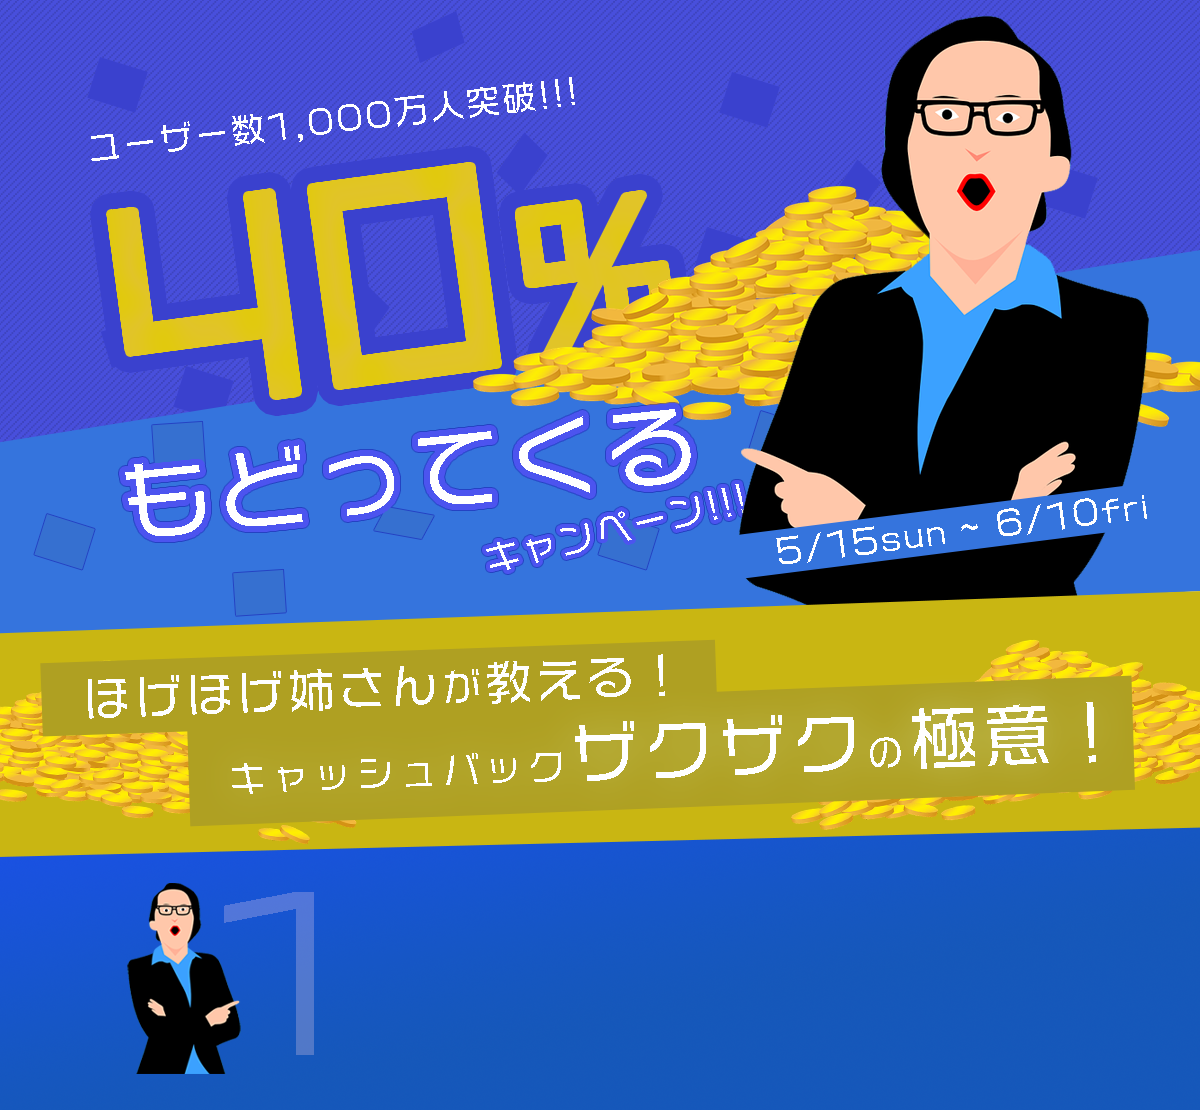 ユーザー数1,000万人突破!!!
40%
もどってくる
キャンペーン!!!
5/15sun ~ 6/10fri
ほげほげ姉さんが教える！
キャッシュバックザクザクの極意！
1